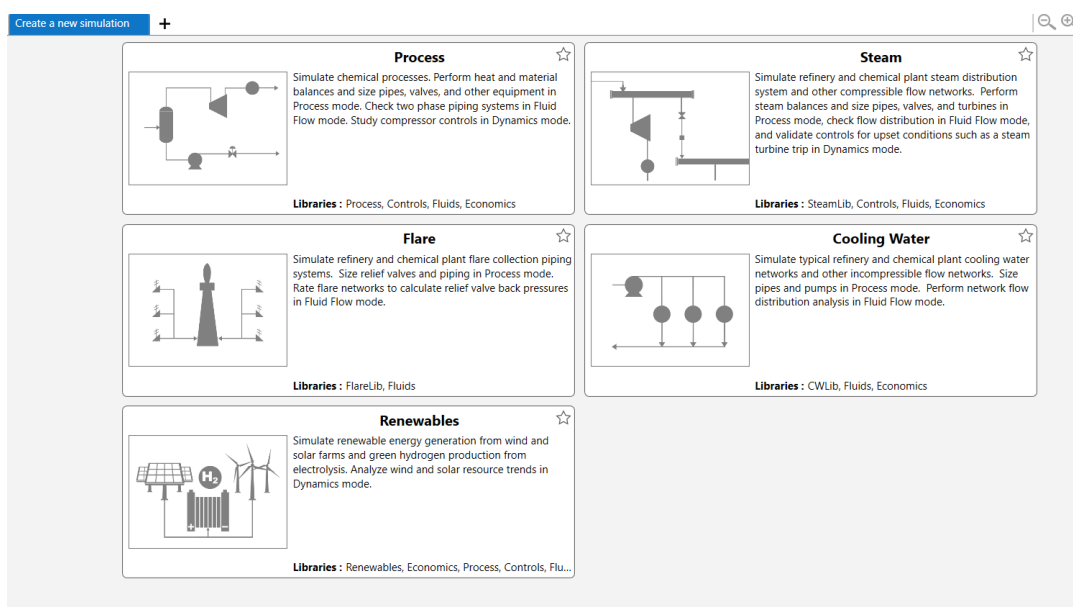 Create a new simulation +
Process
Simulate chemical processes. Perform heat and material
balances and size pipes, valves, and other equipment in
Process mode. Check two phase piping systems in Fluid
Flow mode. Study compressor controls in Dynamics mode.
Libraries : Process, Controls, Fluids, Economics
Steam
Simulate refinery and chemical plant steam distribution
system and other compressible flow networks.  Perform
steam balances and size pipes, valves, and turbines in
Process mode, check flow distribution in Fluid Flow mode,
and validate controls for upset conditions such as a steam
turbine trip in Dynamics mode.
Libraries : SteamLib, Controls, Fluids, Economics
Flare
Simulate refinery and chemical plant flare collection piping
systems.  Size relief valves and piping in Process mode.
Rate flare networks to calculate relief valve back pressures
in Fluid Flow mode.
Libraries : FlareLib, Fluids
Cooling Water
Simulate typical refinery and chemical plant cooling water
networks and other incompressible flow networks.  Size
pipes and pumps in Process mode.  Perform network flow
distribution analysis in Fluid Flow mode.
Libraries : CWLib, Fluids, Economics
Renewables
Simulate renewable energy generation from wind and
solar farms and green hydrogen production from
electrolysis. Analyze wind and solar resource trends in
Dynamics mode.
H₂
+ −
Libraries : Renewables, Economics, Process, Controls, Flu...